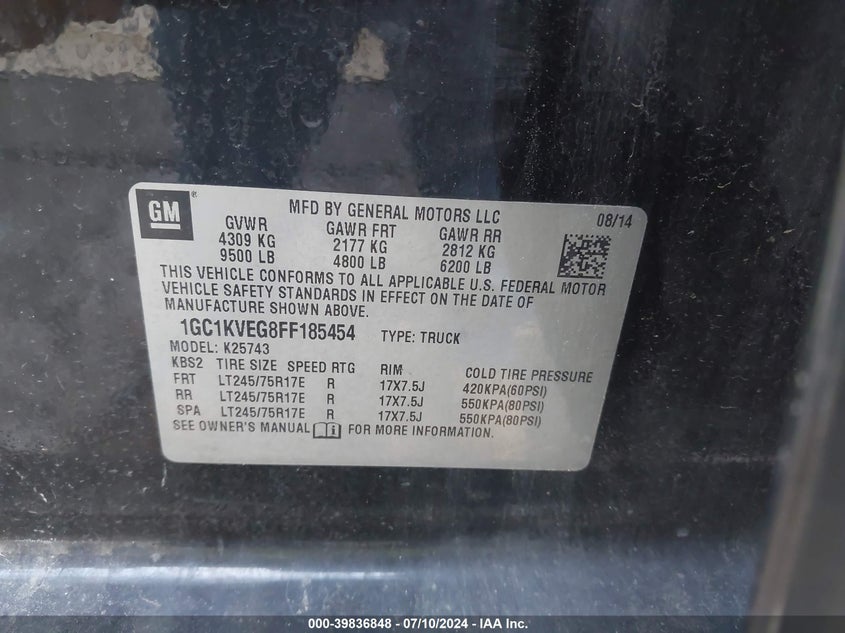 GM ®
MFD BY GENERAL MOTORS LLC 08/14
GVWR GAWR FRT GAWR RR
4309 KG 2177 KG 2812 KG
9500 LB 4800 LB 6200 LB
THIS VEHICLE CONFORMS TO ALL APPLICABLE U.S. FEDERAL MOTOR
VEHICLE SAFETY STANDARDS IN EFFECT ON THE DATE OF
MANUFACTURE SHOWN ABOVE.
1GC1KVEG8FF185454 TYPE: TRUCK
MODEL: K25743
KBS2 TIRE SIZE SPEED RTG RIM COLD TIRE PRESSURE
FRT LT245/75R17E R 17X7.5J 420KPA(60PSI)
RR LT245/75R17E R 17X7.5J 550KPA(80PSI)
SPA LT245/75R17E R 17X7.5J 550KPA(80PSI)
SEE OWNER'S MANUAL FOR MORE INFORMATION.
000-39836848 - 07/10/2024 - IAA Inc.